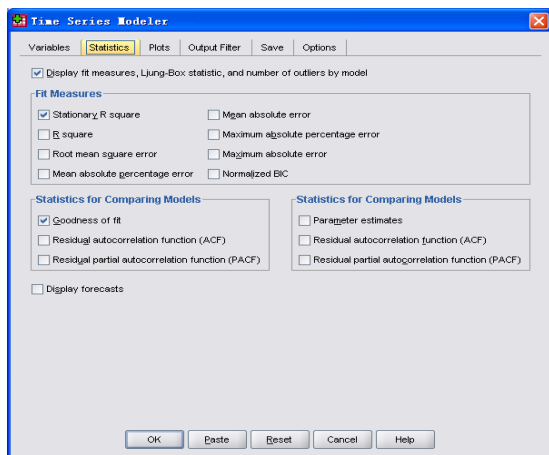 Time Series Modeler
Variables Statistics Plots Output Filter Save Options
Display fit measures, Ljung-Box statistic, and number of outliers by model
Fit Measures
Stationary R square
R square
Root mean square error
Mean absolute percentage error
Mean absolute error
Maximum absolute percentage error
Maximum absolute error
Normalized BIC
Statistics for Comparing Models
Goodness of fit
Residual autocorrelation function (ACF)
Residual partial autocorrelation function (PACF)
Statistics for Comparing Models
Parameter estimates
Residual autocorrelation function (ACF)
Residual partial autocorrelation function (PACF)
Display forecasts
OK Paste Reset Cancel Help